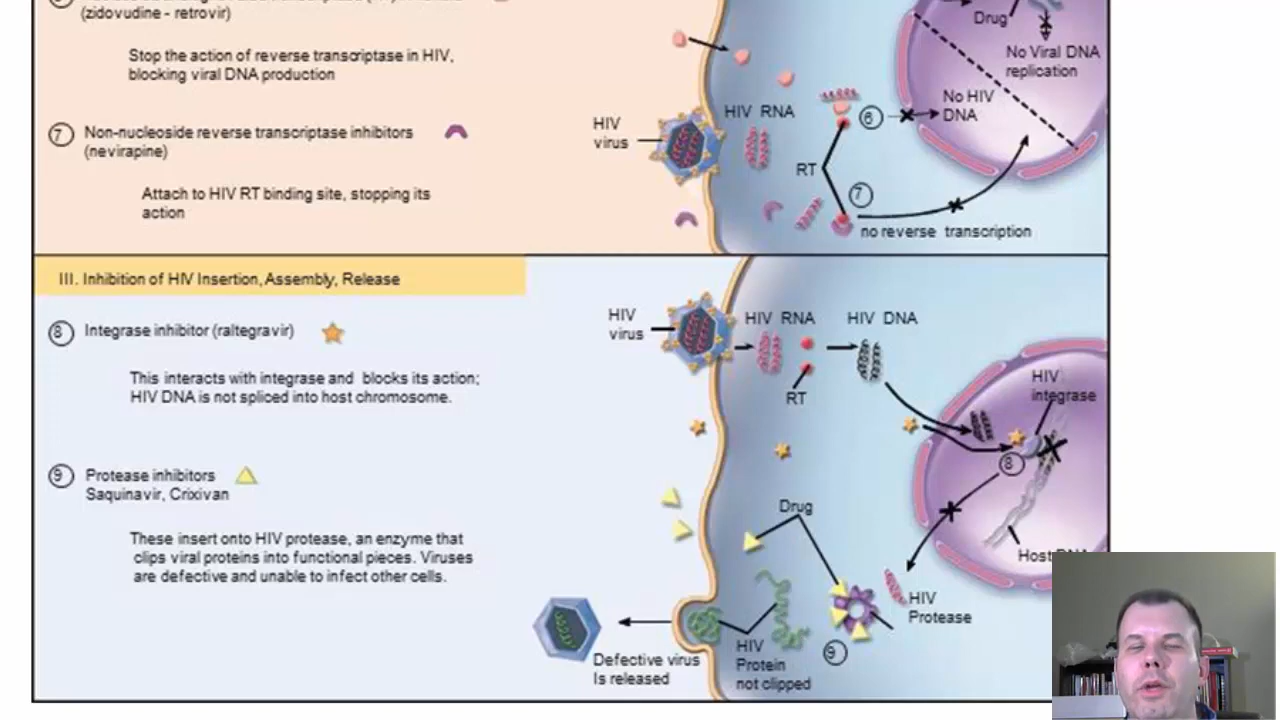 (zidovudine - retrovir)
Stop the action of reverse transcriptase in HIV,
blocking viral DNA production
7
Non-nucleoside reverse transcriptase inhibitors
(nevirapine)
Attach to HIV RT binding site, stopping its
action
Drug
No Viral DNA
replication
HIV RNA
No HIV
DNA
6
HIV
virus
RT
7
no reverse transcription
III. Inhibition of HIV Insertion, Assembly, Release
8
Integrase inhibitor (raltegravir)
This interacts with integrase and blocks its action;
HIV DNA is not spliced into host chromosome.
9
Protease inhibitors
Saquinavir, Crixivan
These insert onto HIV protease, an enzyme that
clips viral proteins into functional pieces. Viruses
are defective and unable to infect other cells.
HIV
virus
HIV RNA
HIV DNA
RT
HIV
integrase
8
Drug
Host DNA
HIV
Protease
9
HIV
Protein
not clipped
Defective virus
Is released